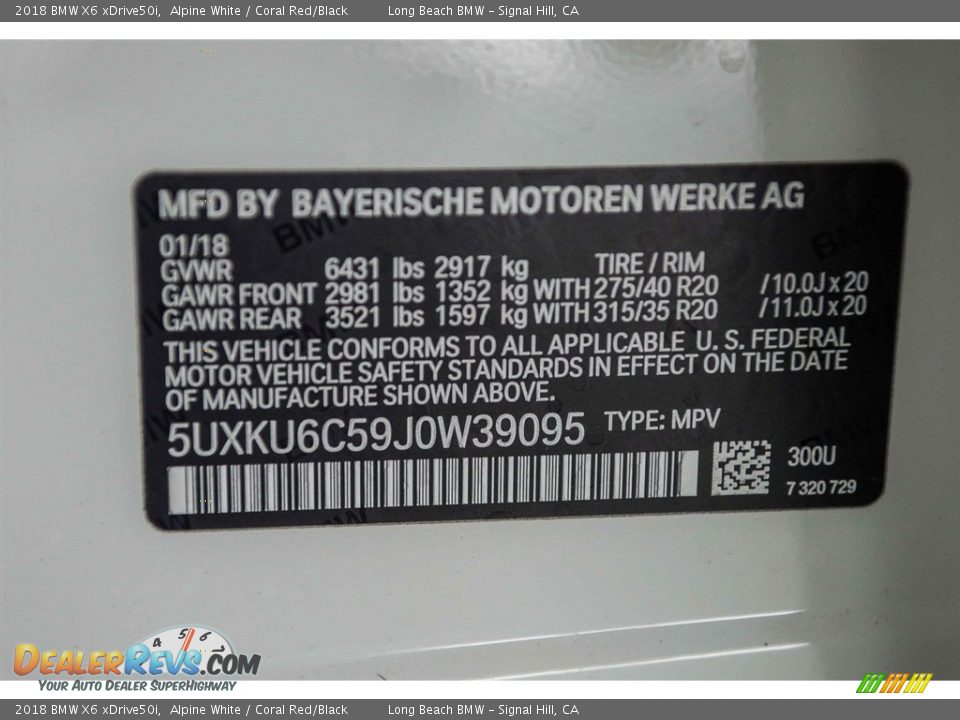 2018 BMW X6 xDrive50i, Alpine White / Coral Red/Black Long Beach BMW – Signal Hill, CA
MFD BY BAYERISCHE MOTOREN WERKE AG
01/18
GVWR 6431 lbs 2917 kg TIRE / RIM
GAWR FRONT 2981 lbs 1352 kg WITH 275/40 R20 /10.0J x 20
GAWR REAR 3521 lbs 1597 kg WITH 315/35 R20 /11.0J x 20
THIS VEHICLE CONFORMS TO ALL APPLICABLE U. S. FEDERAL
MOTOR VEHICLE SAFETY STANDARDS IN EFFECT ON THE DATE
OF MANUFACTURE SHOWN ABOVE.
5UXKU6C59J0W39095 TYPE: MPV
300U
7 320 729
4 5 6
DEALERREVS.COM
YOUR AUTO DEALER SUPERHIGHWAY
2018 BMW X6 xDrive50i, Alpine White / Coral Red/Black Long Beach BMW – Signal Hill, CA